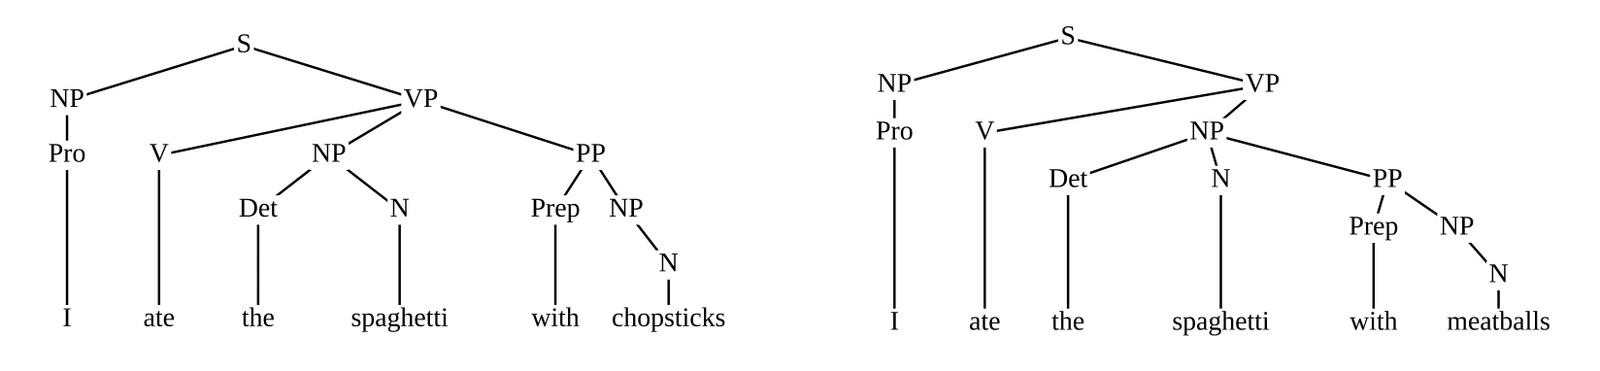 S
NP VP
Pro V NP PP
Det N Prep NP
N
I ate the spaghetti with chopsticks
S
NP VP
Pro V NP
Det N PP
Prep NP
N
I ate the spaghetti with meatballs